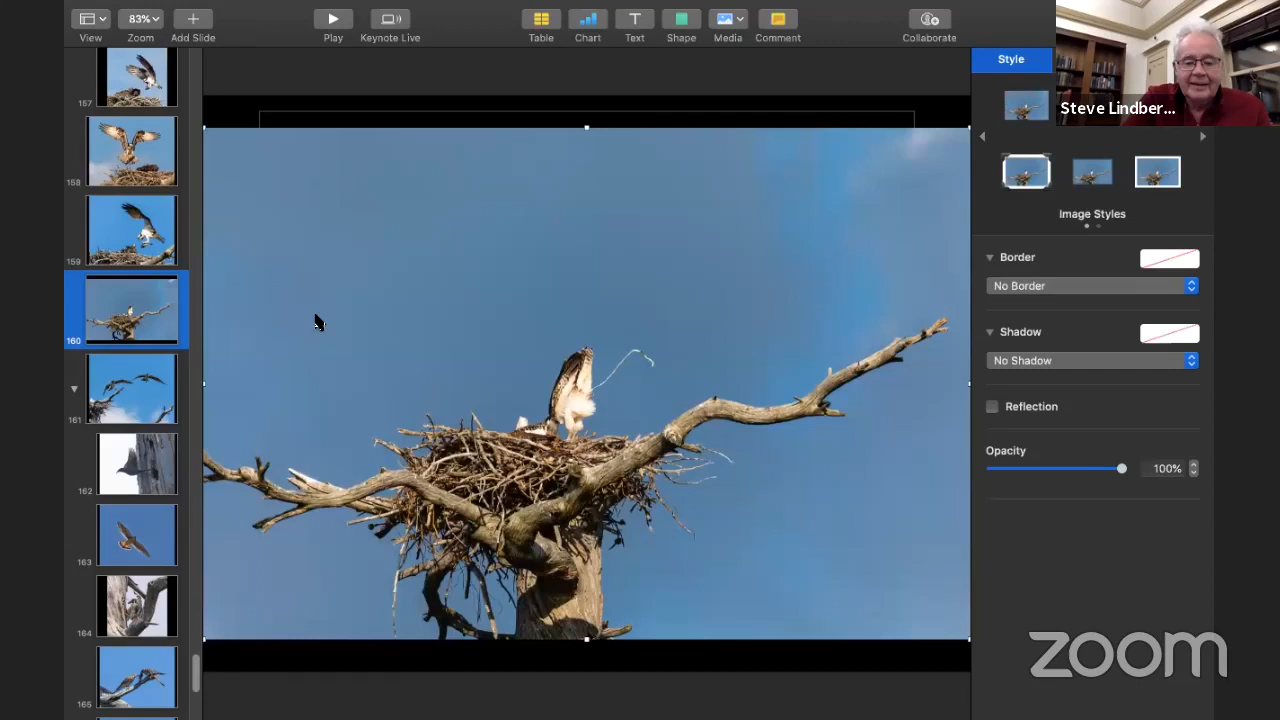 83%
View
Zoom
Add Slide
Play
Keynote Live
Table
Chart
Text
Shape
Media
Comment
Collaborate
Style
Steve Lindber...
157
158
159
160
161
162
163
164
165
Image Styles
Border
No Border
Shadow
No Shadow
Reflection
Opacity
100%
zoom